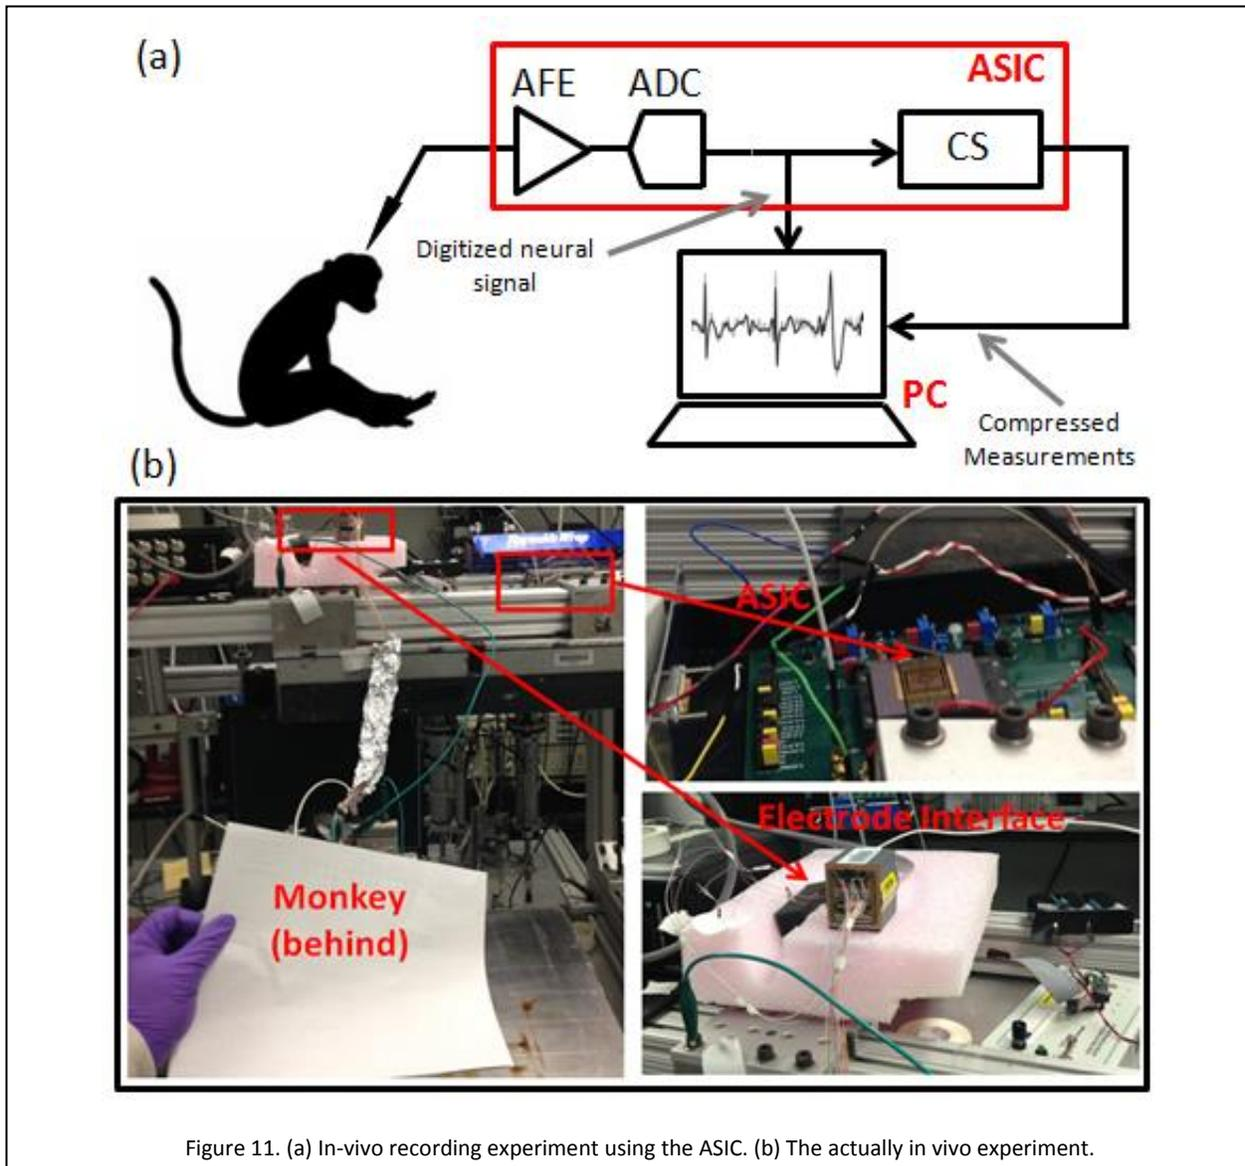 (a)
ASIC
AFE
ADC
CS
Digitized neural
signal
PC
Compressed
Measurements
(b)
ASIC
Electrode Interface
Monkey
(behind)
Figure 11. (a) In-vivo recording experiment using the ASIC. (b) The actually in vivo experiment.